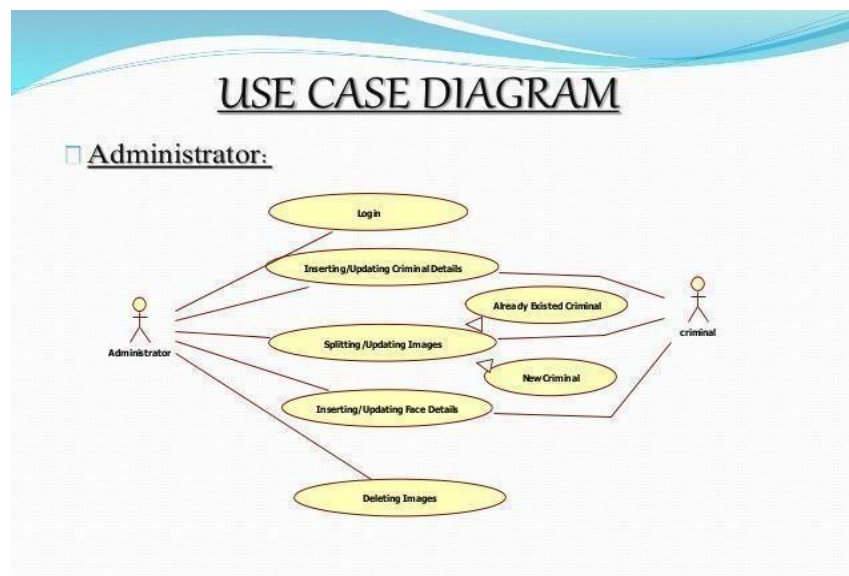 USE CASE DIAGRAM
Administrator:
Login
Inserting/Updating Criminal Details
Already Existed Criminal
Splitting/Updating Images
New Criminal
Inserting/Updating Face Details
Deleting Images
Administrator
criminal